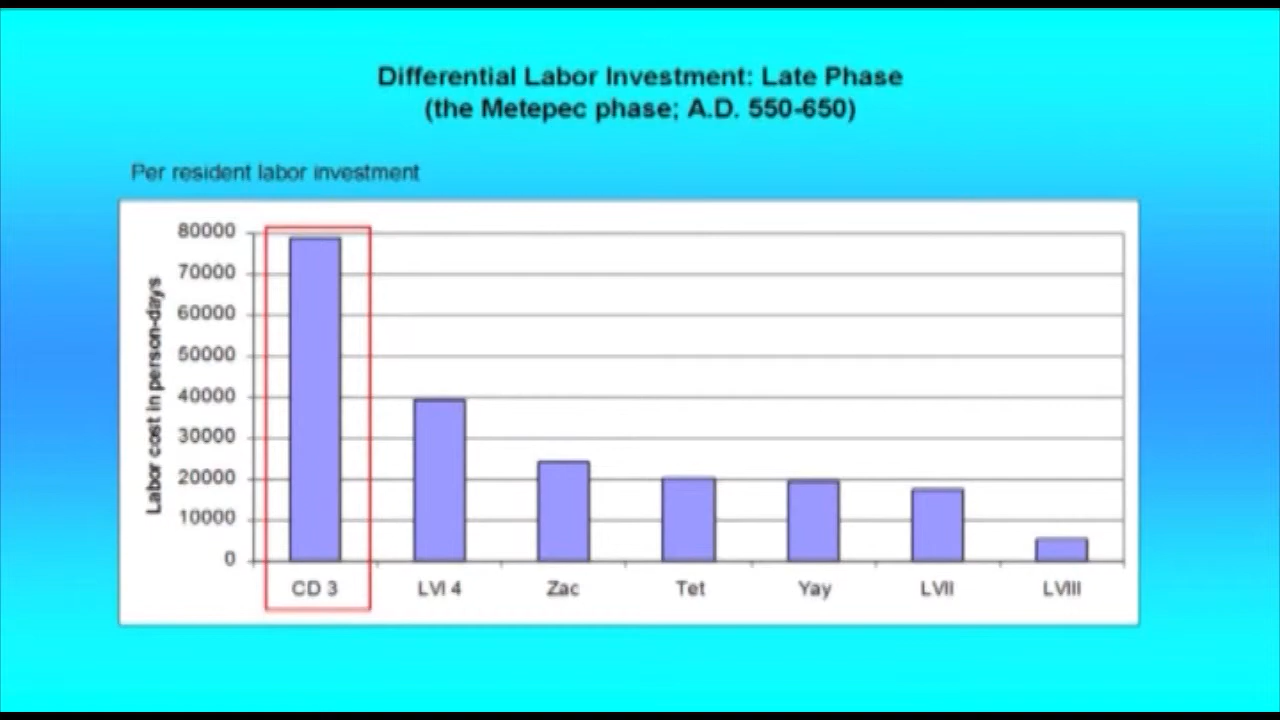 Differential Labor Investment: Late Phase
(the Metepec phase; A.D. 550-650)
Per resident labor investment
Labor cost in person-days
80000
70000
60000
50000
40000
30000
20000
10000
0
CD 3 LVI 4 Zac Tet Yay LVII LVIII